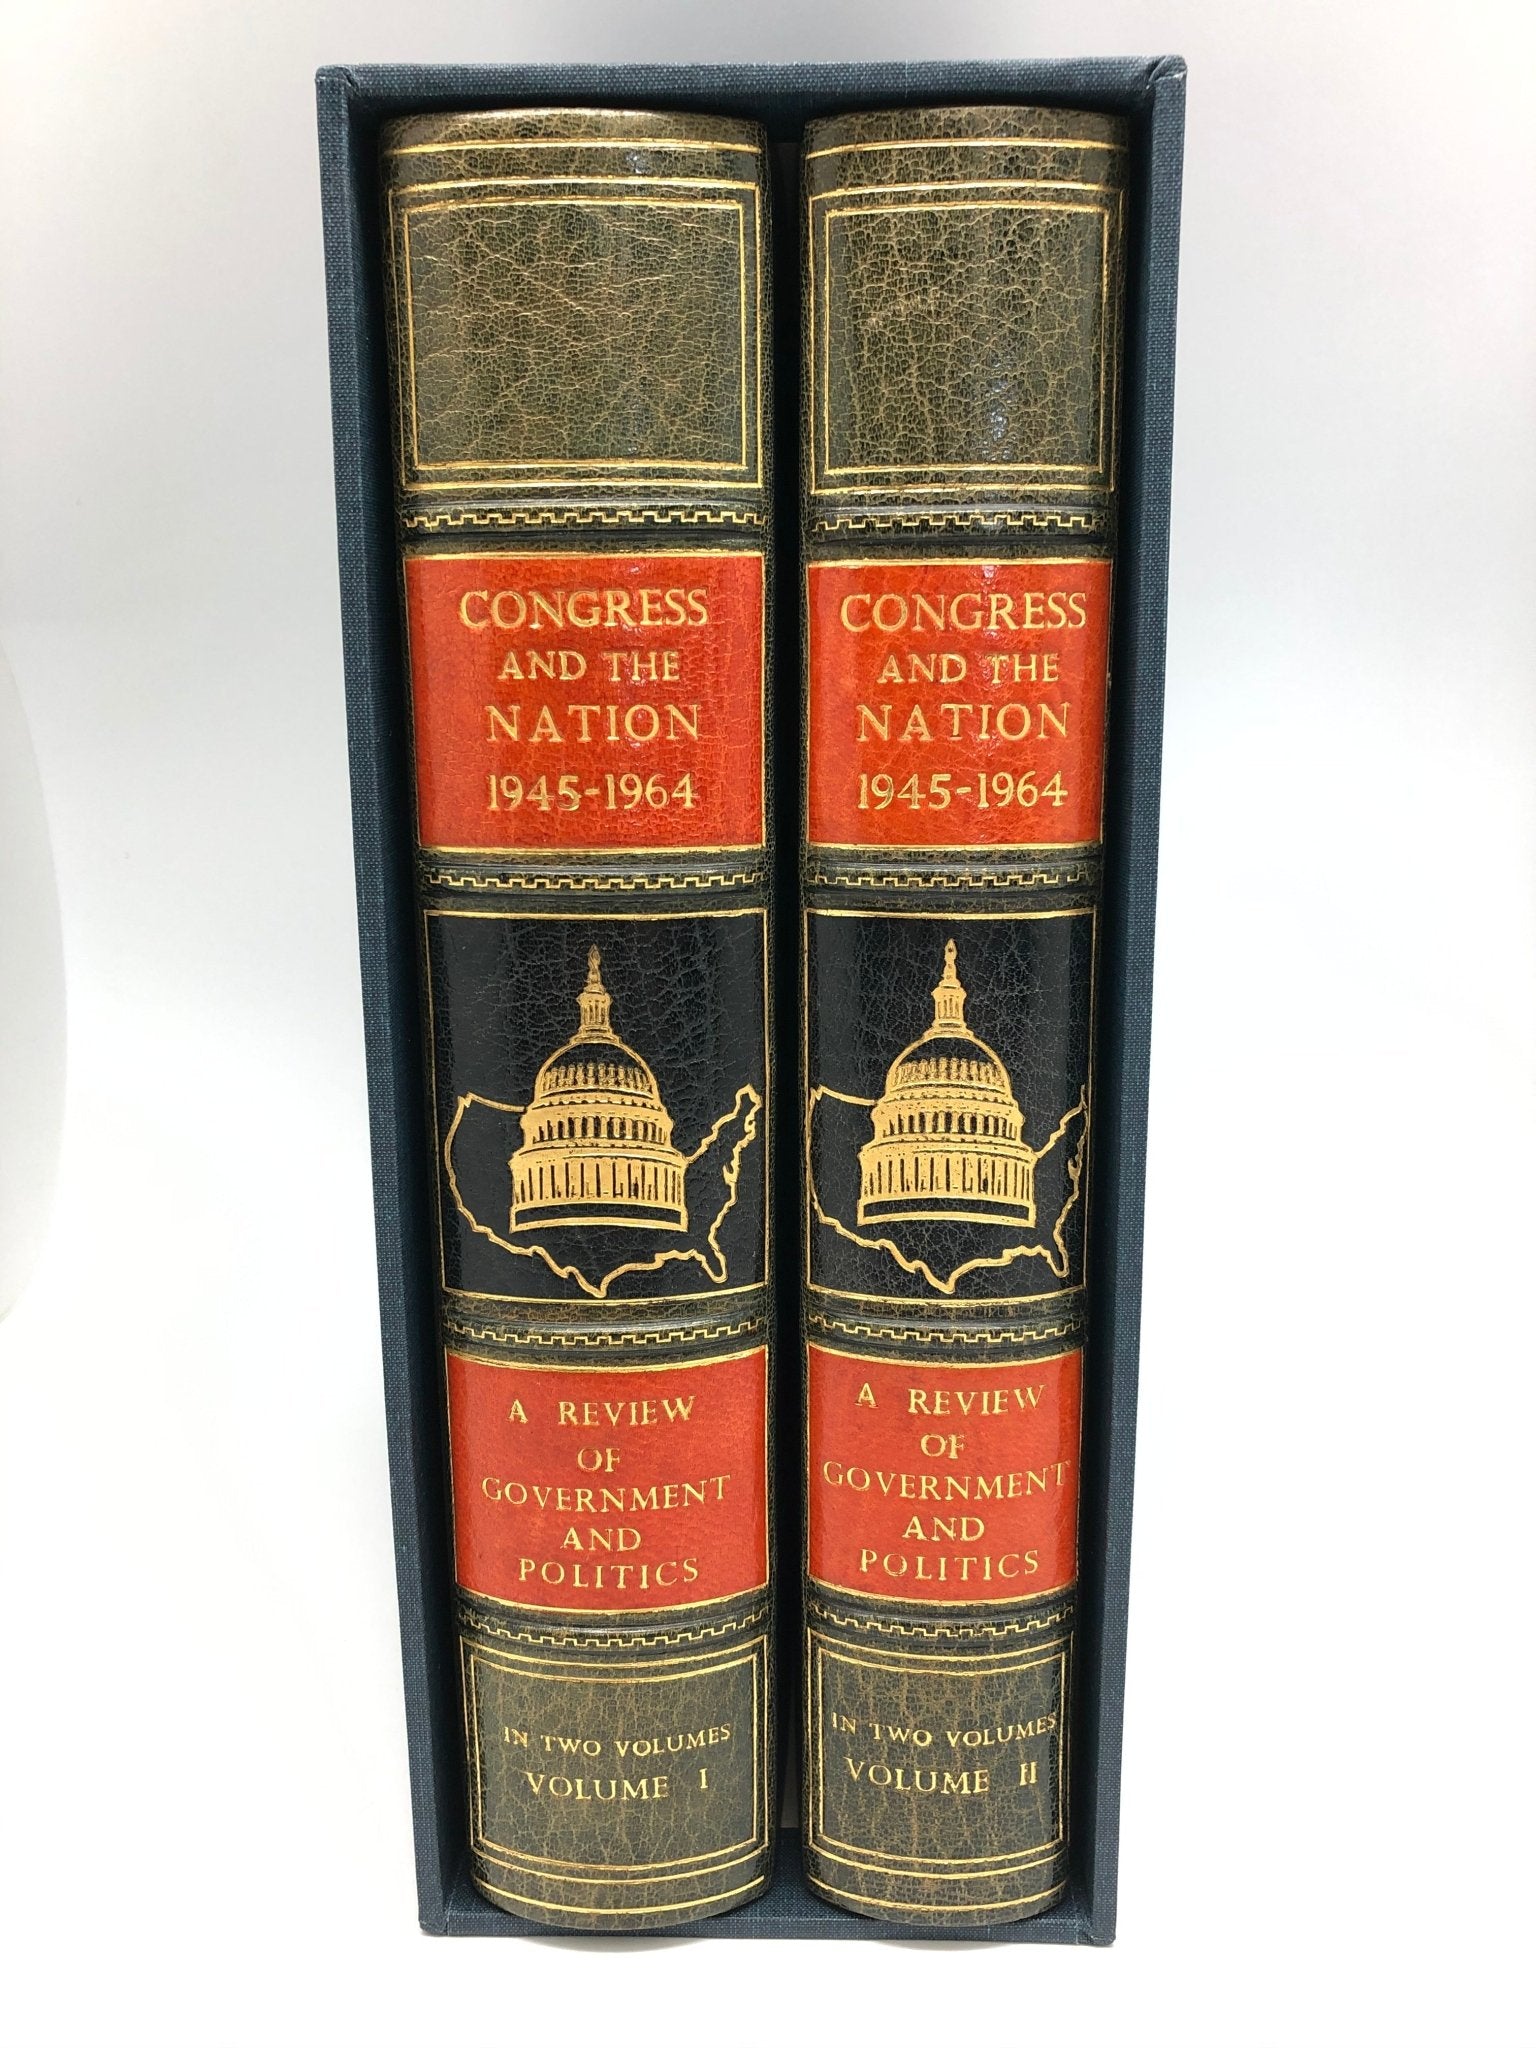 CONGRESS
AND THE
NATION
1945-1964
A REVIEW
OF
GOVERNMENT
AND
POLITICS
IN TWO VOLUMES
VOLUME I
CONGRESS
AND THE
NATION
1945-1964
A REVIEW
OF
GOVERNMENT
AND
POLITICS
IN TWO VOLUMES
VOLUME II